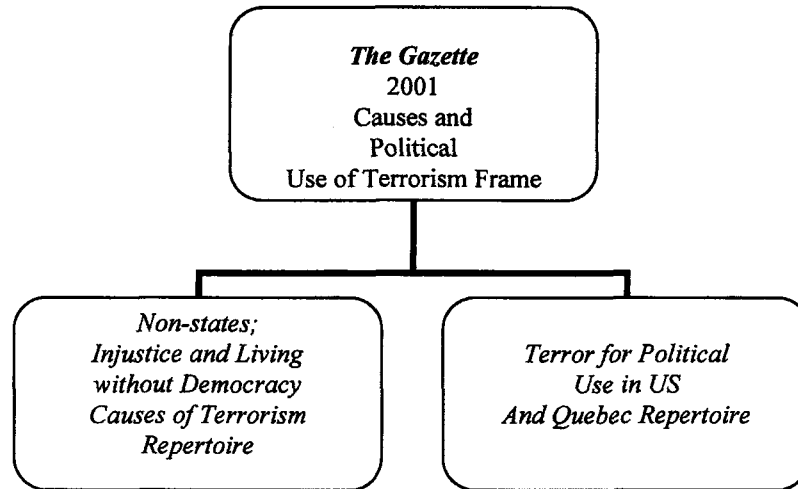 The Gazette
2001
Causes and
Political
Use of Terrorism Frame
Non-states;
Injustice and Living
without Democracy
Causes of Terrorism
Repertoire
Terror for Political
Use in US
And Quebec Repertoire